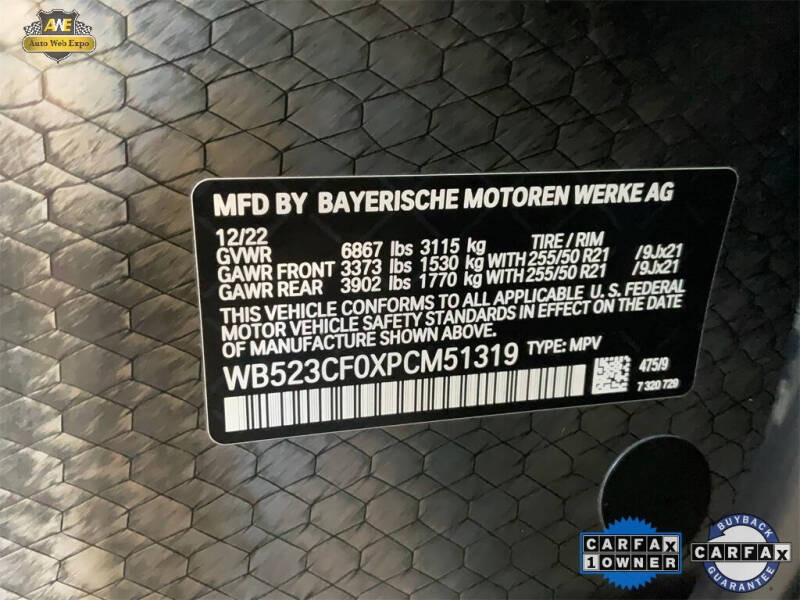 AWE
Auto Web Expo
MFD BY BAYERISCHE MOTOREN WERKE AG
12/22
GVWR 6867 lbs 3115 kg TIRE / RIM
GAWR FRONT 3373 lbs 1530 kg WITH 255/50 R21 /9Jx21
GAWR REAR 3902 lbs 1770 kg WITH 255/50 R21 /9Jx21
THIS VEHICLE CONFORMS TO ALL APPLICABLE U.S. FEDERAL
MOTOR VEHICLE SAFETY STANDARDS IN EFFECT ON THE DATE
OF MANUFACTURE SHOWN ABOVE.
WB523CF0XPCM51319 TYPE: MPV
475/9
7 320 729
CARFAX
1 OWNER
BUYBACK
CARFAX
GUARANTEE